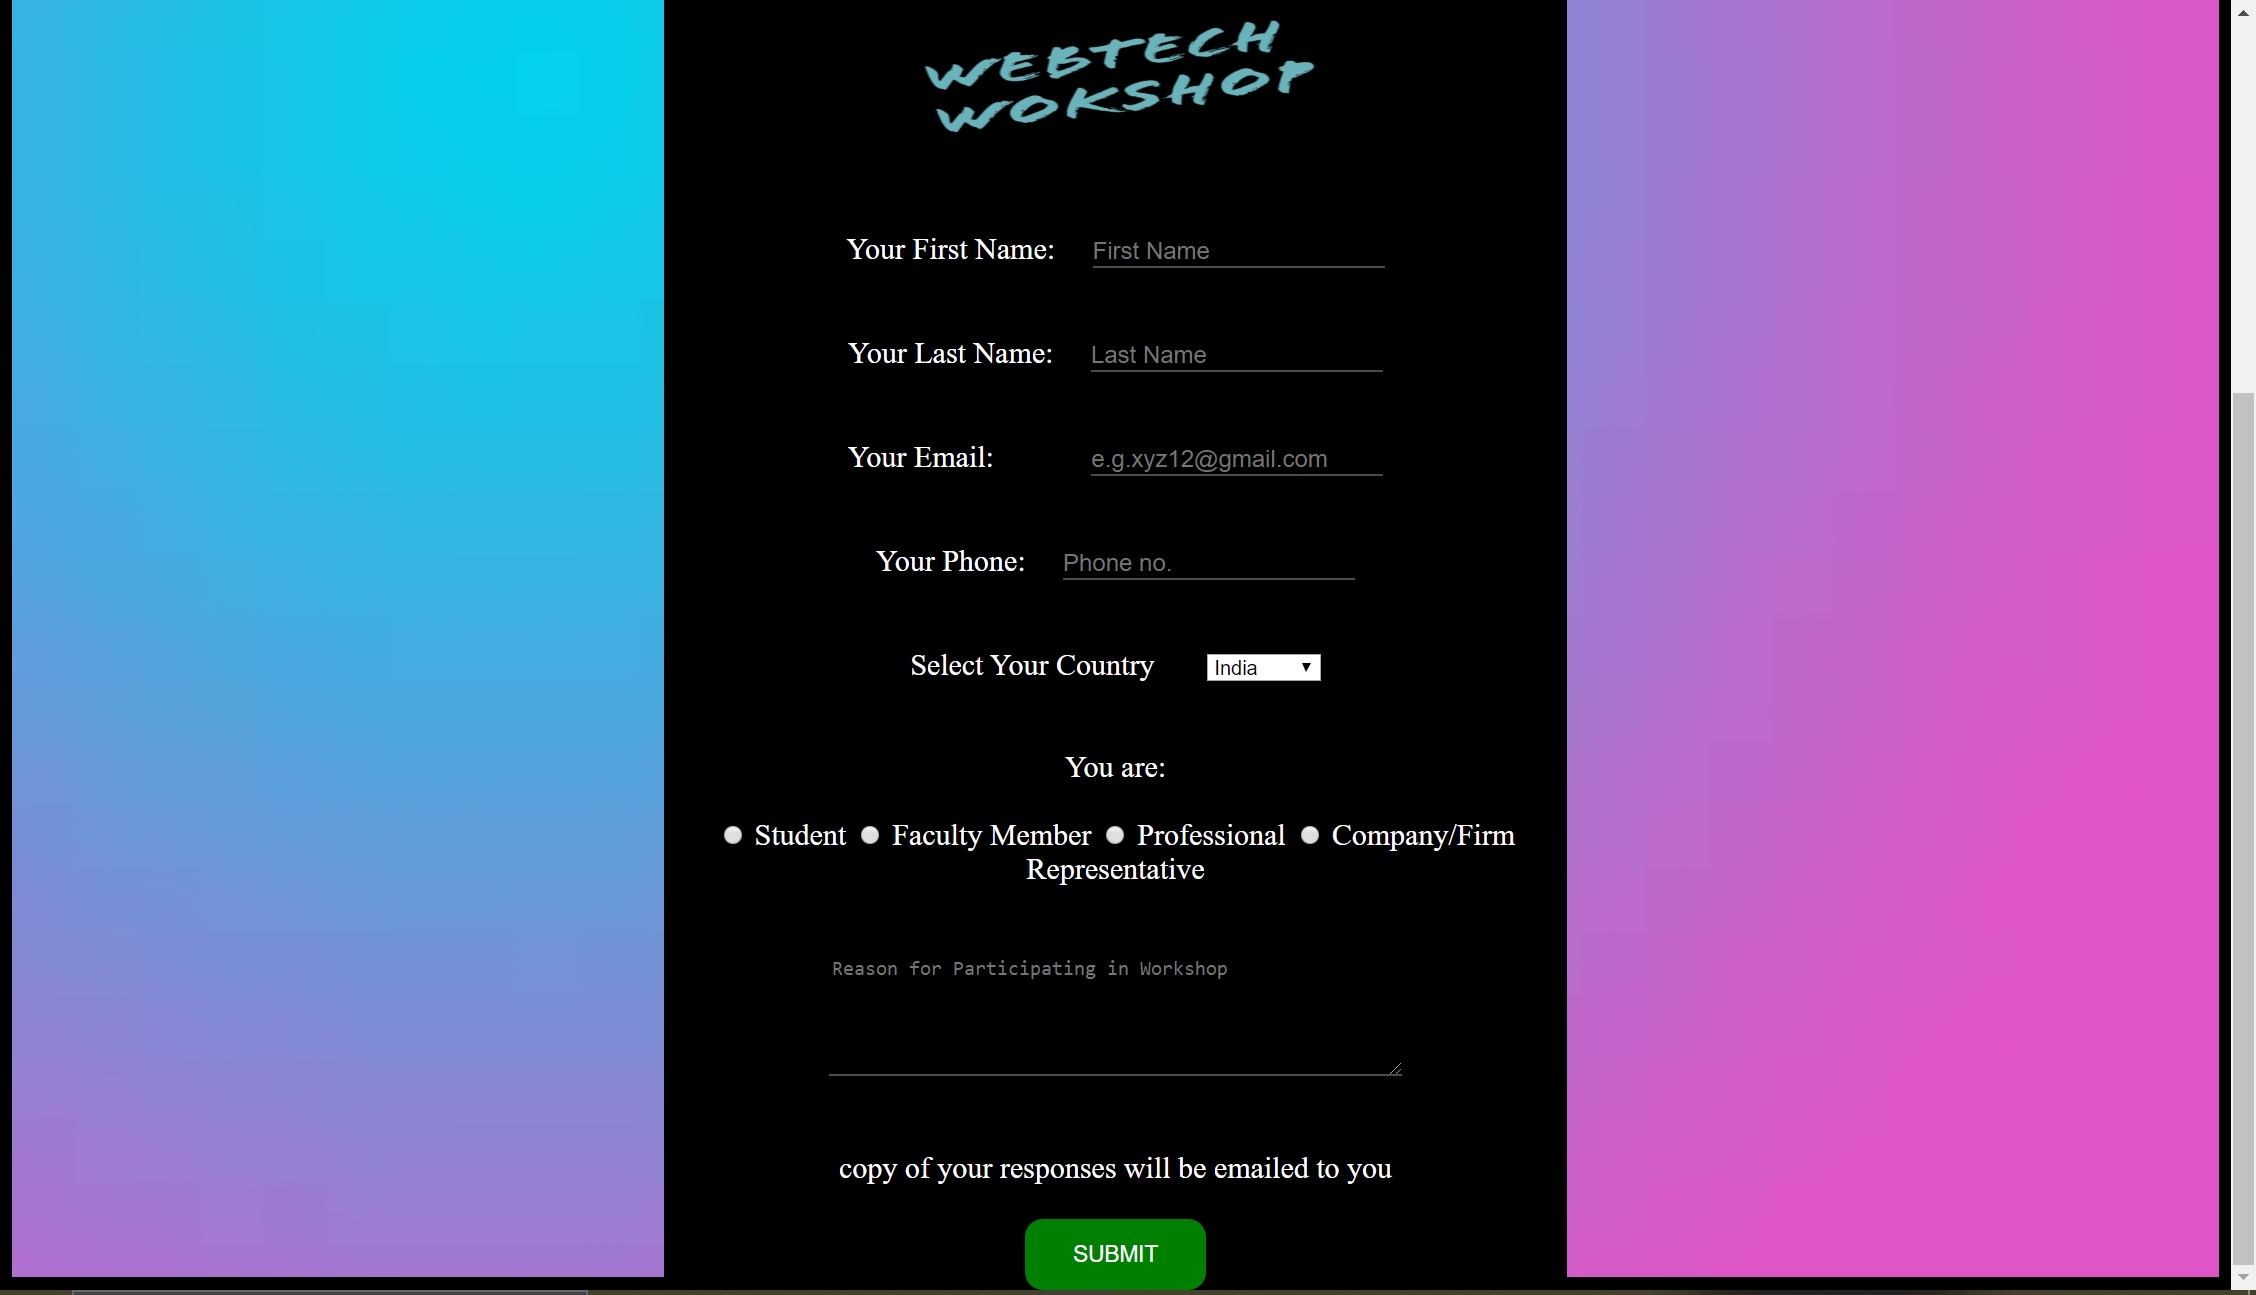 WEBTECH
WOKSHOP
Your First Name: First Name
Your Last Name: Last Name
Your Email: e.g.xyz12@gmail.com
Your Phone: Phone no.
Select Your Country India
You are:
Student Faculty Member Professional Company/Firm
Representative
Reason for Participating in Workshop
copy of your responses will be emailed to you
SUBMIT